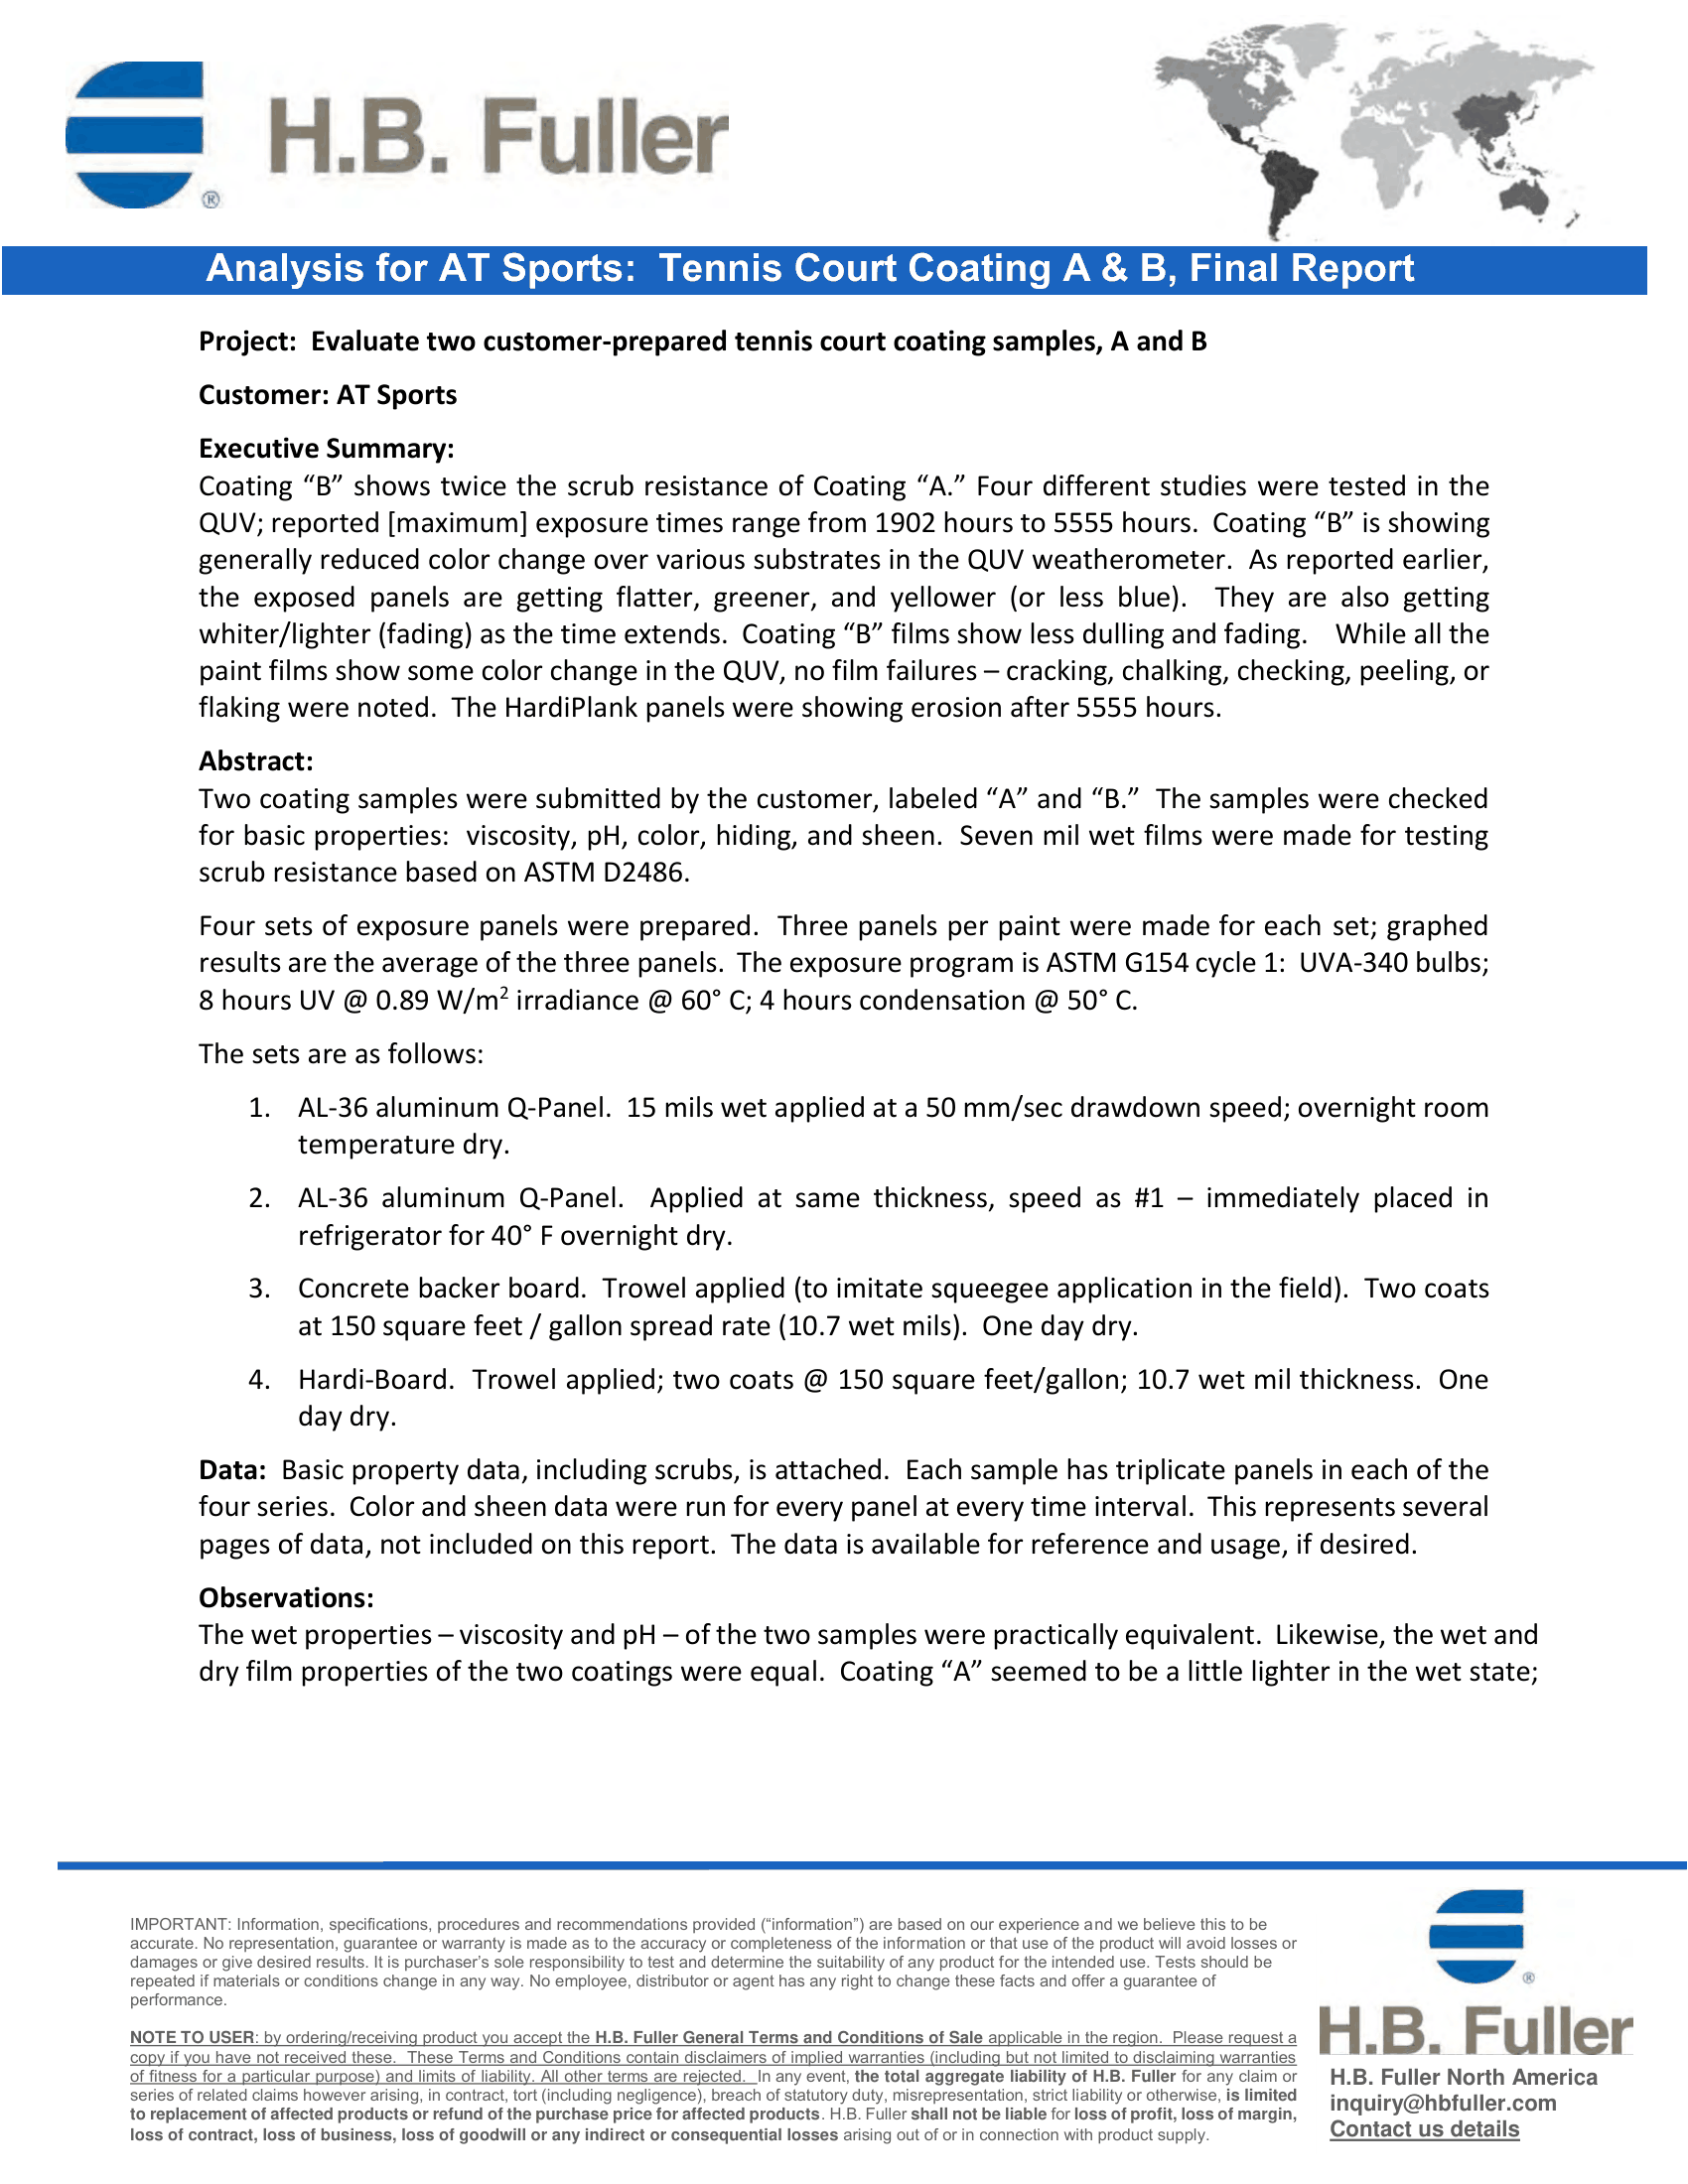 H.B. Fuller
®
Analysis for AT Sports:  Tennis Court Coating A & B, Final Report
Project:  Evaluate two customer-prepared tennis court coating samples, A and B
Customer: AT Sports
Executive Summary:
Coating “B” shows twice the scrub resistance of Coating “A.” Four different studies were tested in the
QUV; reported [maximum] exposure times range from 1902 hours to 5555 hours.  Coating “B” is showing
generally reduced color change over various substrates in the QUV weatherometer.  As reported earlier,
the exposed panels are getting flatter, greener, and yellower (or less blue).  They are also getting
whiter/lighter (fading) as the time extends.  Coating “B” films show less dulling and fading.    While all the
paint films show some color change in the QUV, no film failures – cracking, chalking, checking, peeling, or
flaking were noted.  The HardiPlank panels were showing erosion after 5555 hours.
Abstract:
Two coating samples were submitted by the customer, labeled “A” and “B.”  The samples were checked
for basic properties:  viscosity, pH, color, hiding, and sheen.  Seven mil wet films were made for testing
scrub resistance based on ASTM D2486.
Four sets of exposure panels were prepared.  Three panels per paint were made for each set; graphed
results are the average of the three panels.  The exposure program is ASTM G154 cycle 1:  UVA-340 bulbs;
8 hours UV @ 0.89 W/m² irradiance @ 60° C; 4 hours condensation @ 50° C.
The sets are as follows:
1. AL-36 aluminum Q-Panel.  15 mils wet applied at a 50 mm/sec drawdown speed; overnight room
temperature dry.
2. AL-36 aluminum Q-Panel.  Applied at same thickness, speed as #1 – immediately placed in
refrigerator for 40° F overnight dry.
3. Concrete backer board.  Trowel applied (to imitate squeegee application in the field).  Two coats
at 150 square feet / gallon spread rate (10.7 wet mils).  One day dry.
4. Hardi-Board.  Trowel applied; two coats @ 150 square feet/gallon; 10.7 wet mil thickness.  One
day dry.
Data:  Basic property data, including scrubs, is attached.  Each sample has triplicate panels in each of the
four series.  Color and sheen data were run for every panel at every time interval.  This represents several
pages of data, not included on this report.  The data is available for reference and usage, if desired.
Observations:
The wet properties – viscosity and pH – of the two samples were practically equivalent.  Likewise, the wet and
dry film properties of the two coatings were equal.  Coating “A” seemed to be a little lighter in the wet state;
IMPORTANT: Information, specifications, procedures and recommendations provided (“information”) are based on our experience and we believe this to be
accurate. No representation, guarantee or warranty is made as to the accuracy or completeness of the information or that use of the product will avoid losses or
damages or give desired results. It is purchaser’s sole responsibility to test and determine the suitability of any product for the intended use. Tests should be
repeated if materials or conditions change in any way. No employee, distributor or agent has any right to change these facts and offer a guarantee of
performance.
NOTE TO USER: by ordering/receiving product you accept the H.B. Fuller General Terms and Conditions of Sale applicable in the region.  Please request a
copy if you have not received these.  These Terms and Conditions contain disclaimers of implied warranties (including but not limited to disclaiming warranties
of fitness for a particular purpose) and limits of liability. All other terms are rejected.  In any event, the total aggregate liability of H.B. Fuller for any claim or
series of related claims however arising, in contract, tort (including negligence), breach of statutory duty, misrepresentation, strict liability or otherwise, is limited
to replacement of affected products or refund of the purchase price for affected products. H.B. Fuller shall not be liable for loss of profit, loss of margin,
loss of contract, loss of business, loss of goodwill or any indirect or consequential losses arising out of or in connection with product supply.
®
H.B. Fuller
H.B. Fuller North America
inquiry@hbfuller.com
Contact us details